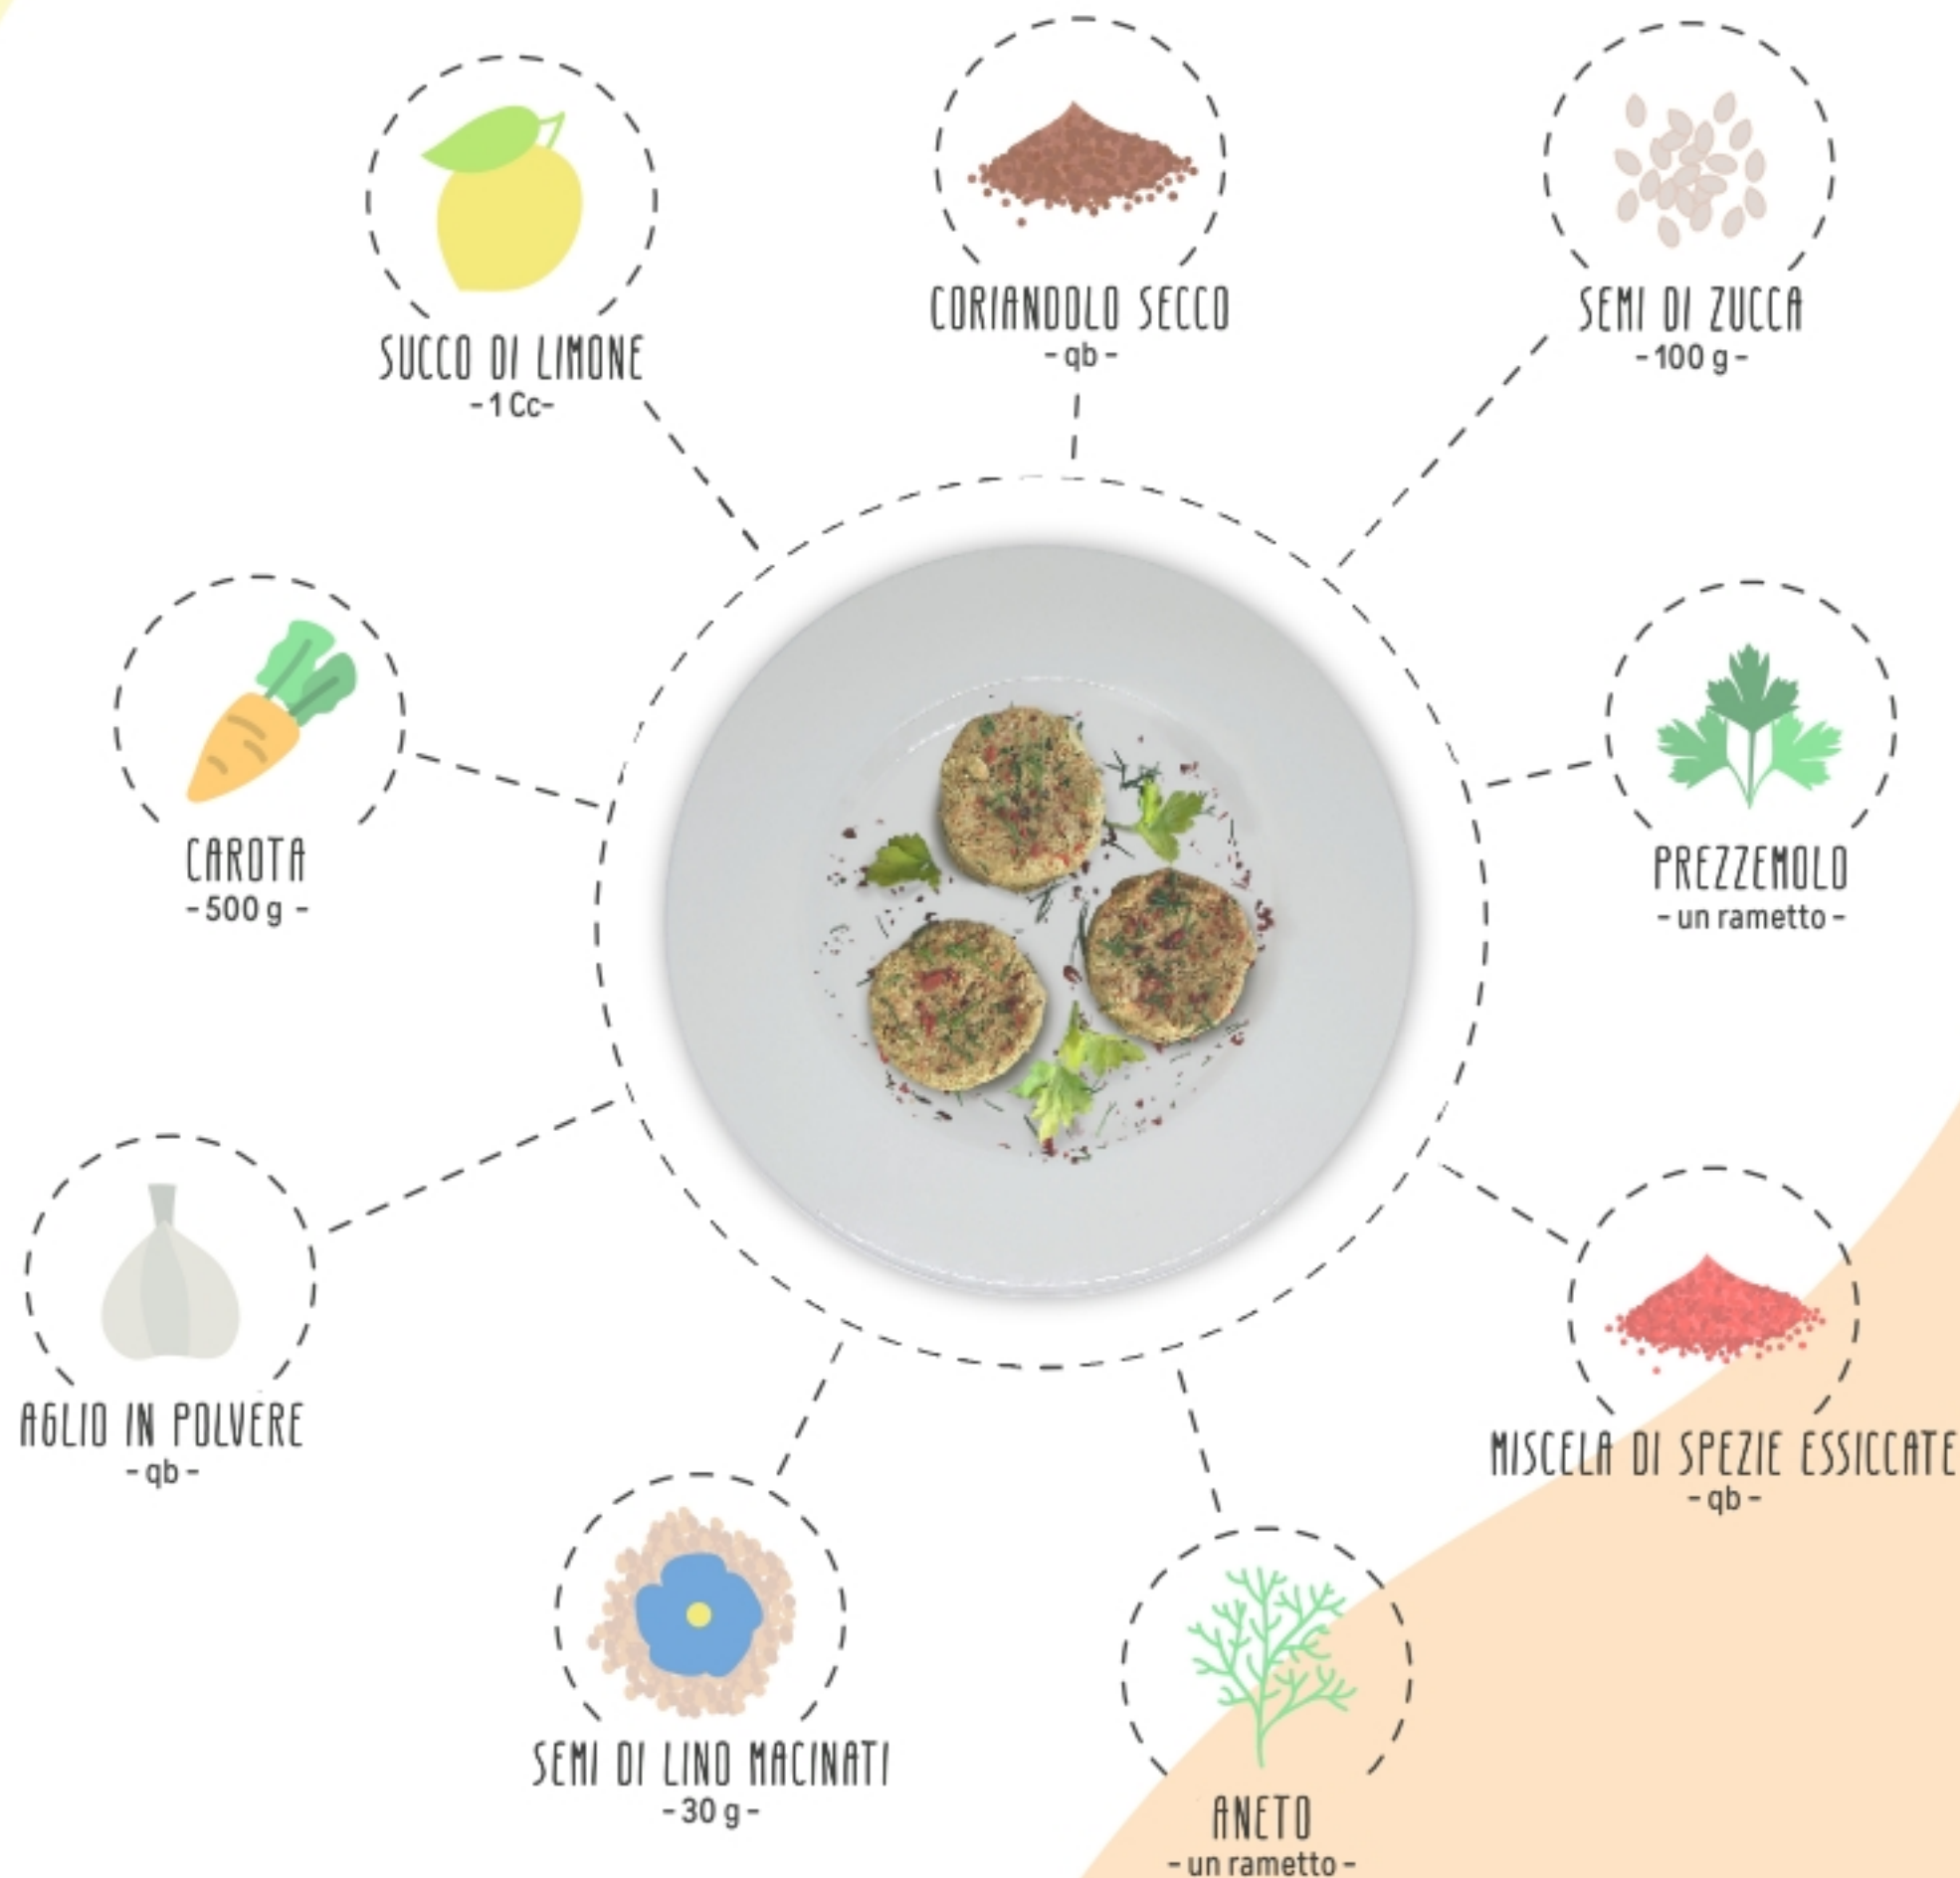 SUCCO DI LIMONE
- 1 Cc-
CORIANDOLO SECCO
- qb -
SEMI DI ZUCCA
- 100 g -
CAROTA
- 500 g -
PREZZEMOLO
- un rametto -
AGLIO IN POLVERE
- qb -
MISCELA DI SPEZIE ESSICCATE
- qb -
SEMI DI LINO MACINATI
- 30 g -
ANETO
- un rametto -